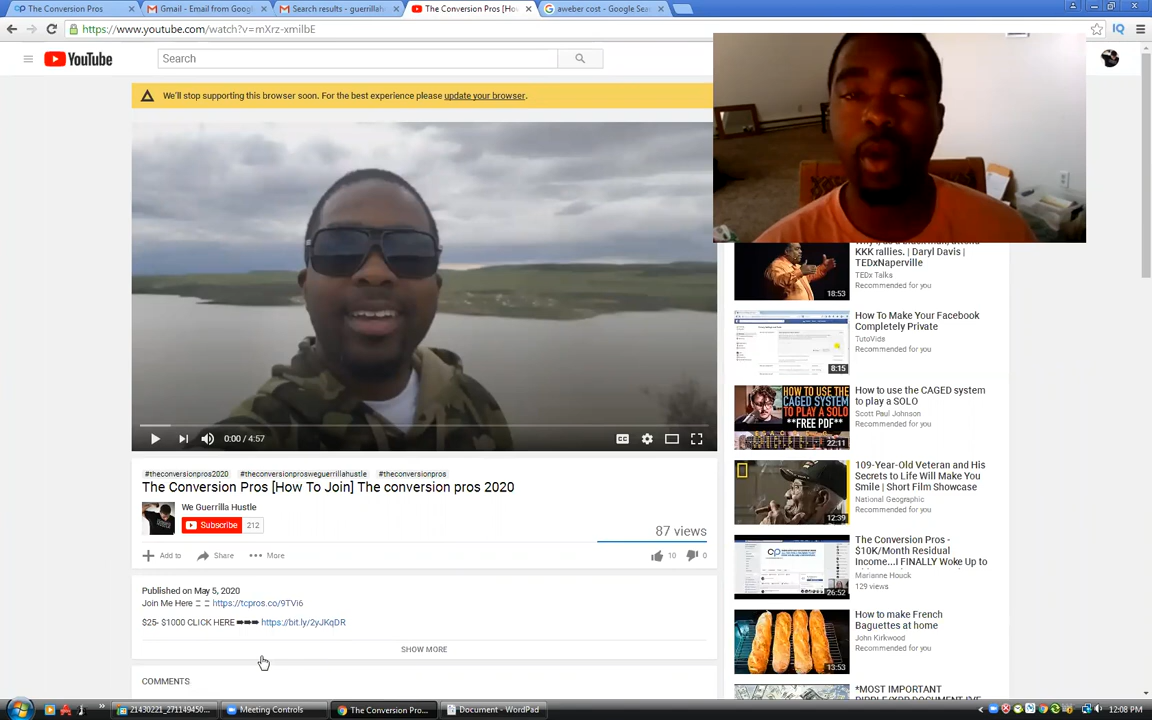 The Conversion Pros
Gmail - Email from Googl
Search results - guerrillah
The Conversion Pros [How
aweber cost - Google Sea
https://www.youtube.com/watch?v=mXrz-xmilbE
YouTube
Search
We'll stop supporting this browser soon. For the best experience please update your browser.
0:00 / 4:57
#theconversionpros2020 #theconversionprosweguerrillahustle #theconversionpros
The Conversion Pros [How To Join] The conversion pros 2020
We Guerrilla Hustle
Subscribe 212
87 views
Add to Share More
10 0
Published on May 5, 2020
Join Me Here https://tcpros.co/9TVi6
$25- $1000 CLICK HERE ➡➡➡ https://bit.ly/2yJKqDR
SHOW MORE
COMMENTS
KKK rallies. | Daryl Davis |
TEDxNaperville
TEDx Talks
Recommended for you
18:53
How To Make Your Facebook
Completely Private
TutoVids
Recommended for you
8:15
HOW TO USE THE
CAGED SYSTEM
TO PLAY A SOLO
**FREE PDF**
22:11
How to use the CAGED system
to play a SOLO
Scott Paul Johnson
Recommended for you
109-Year-Old Veteran and His
Secrets to Life Will Make You
Smile | Short Film Showcase
National Geographic
Recommended for you
12:39
The Conversion Pros -
$10K/Month Residual
Income...I FINALLY Woke Up to
Marianne Houck
129 views
26:52
How to make French
Baguettes at home
John Kirkwood
Recommended for you
13:53
*MOST IMPORTANT
21430221_271149450...
Meeting Controls
The Conversion Pro...
Document - WordPad
12:08 PM